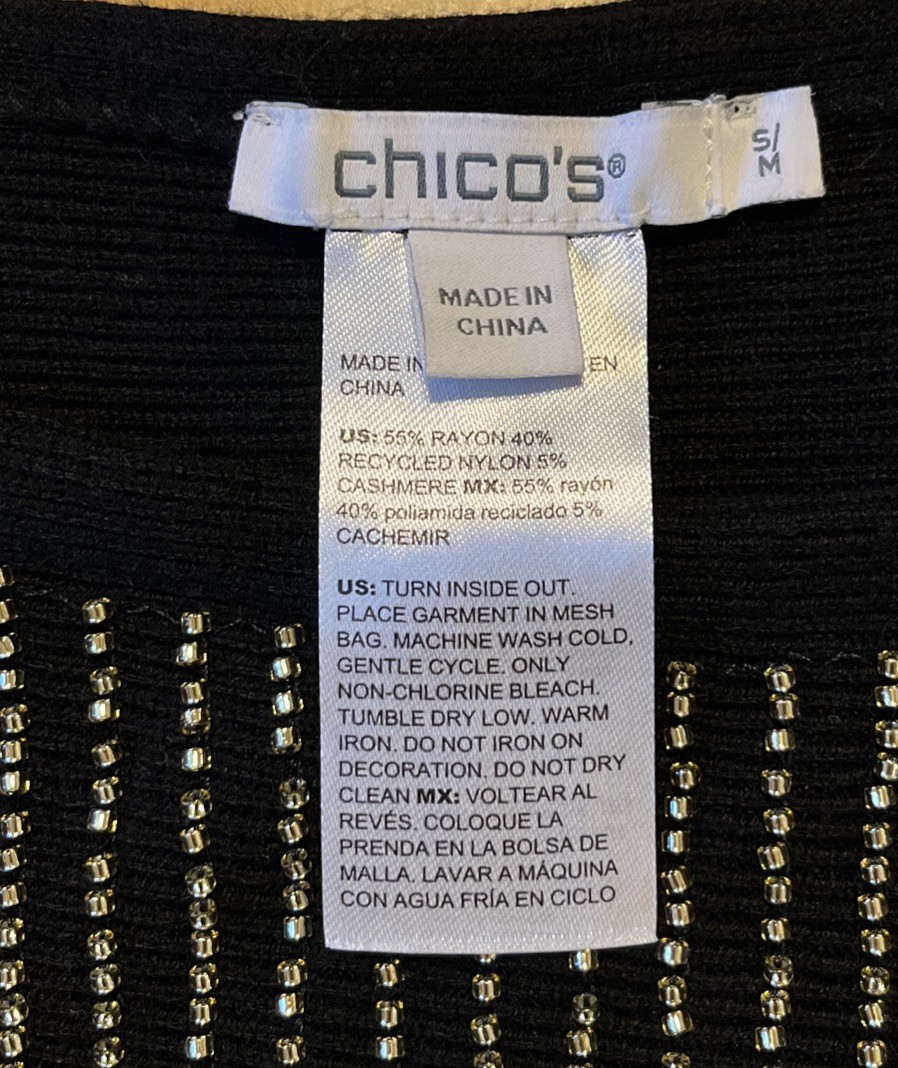 chico's®
S/
M
MADE IN
CHINA
MADE IN EN
CHINA
US: 55% RAYON 40%
RECYCLED NYLON 5%
CASHMERE MX: 55% rayón
40% poliamida reciclado 5%
CACHEMIR
US: TURN INSIDE OUT.
PLACE GARMENT IN MESH
BAG. MACHINE WASH COLD,
GENTLE CYCLE. ONLY
NON-CHLORINE BLEACH.
TUMBLE DRY LOW. WARM
IRON. DO NOT IRON ON
DECORATION. DO NOT DRY
CLEAN MX: VOLTEAR AL
REVÉS. COLOQUE LA
PRENDA EN LA BOLSA DE
MALLA. LAVAR A MÁQUINA
CON AGUA FRÍA EN CICLO